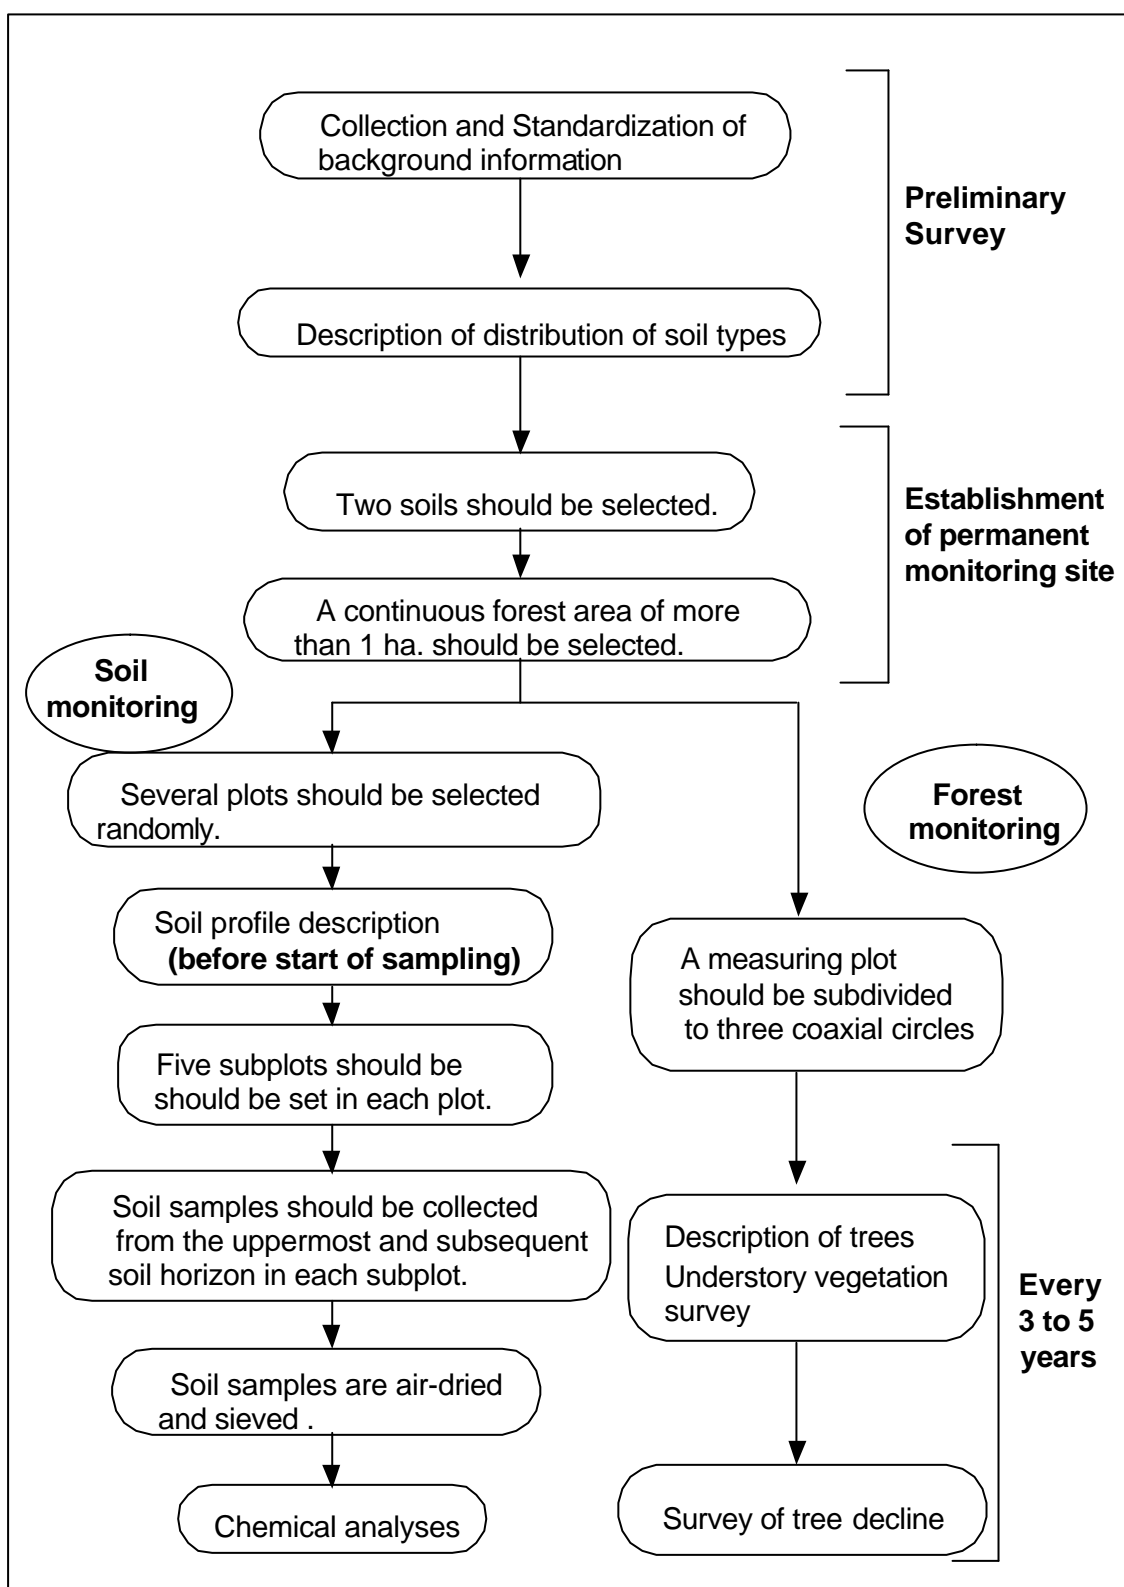 Collection and Standardization of
background information
Preliminary
Survey
Description of distribution of soil types
Two soils should be selected.
Establishment
of permanent
monitoring site
A continuous forest area of more
than 1 ha. should be selected.
Soil
monitoring
Several plots should be selected
randomly.
Soil profile description
(before start of sampling)
Five subplots should be
should be set in each plot.
Soil samples should be collected
from the uppermost and subsequent
soil horizon in each subplot.
Soil samples are air-dried
and sieved .
Chemical analyses
Forest
monitoring
A measuring plot
should be subdivided
to three coaxial circles
Description of trees
Understory vegetation
survey
Every
3 to 5
years
Survey of tree decline